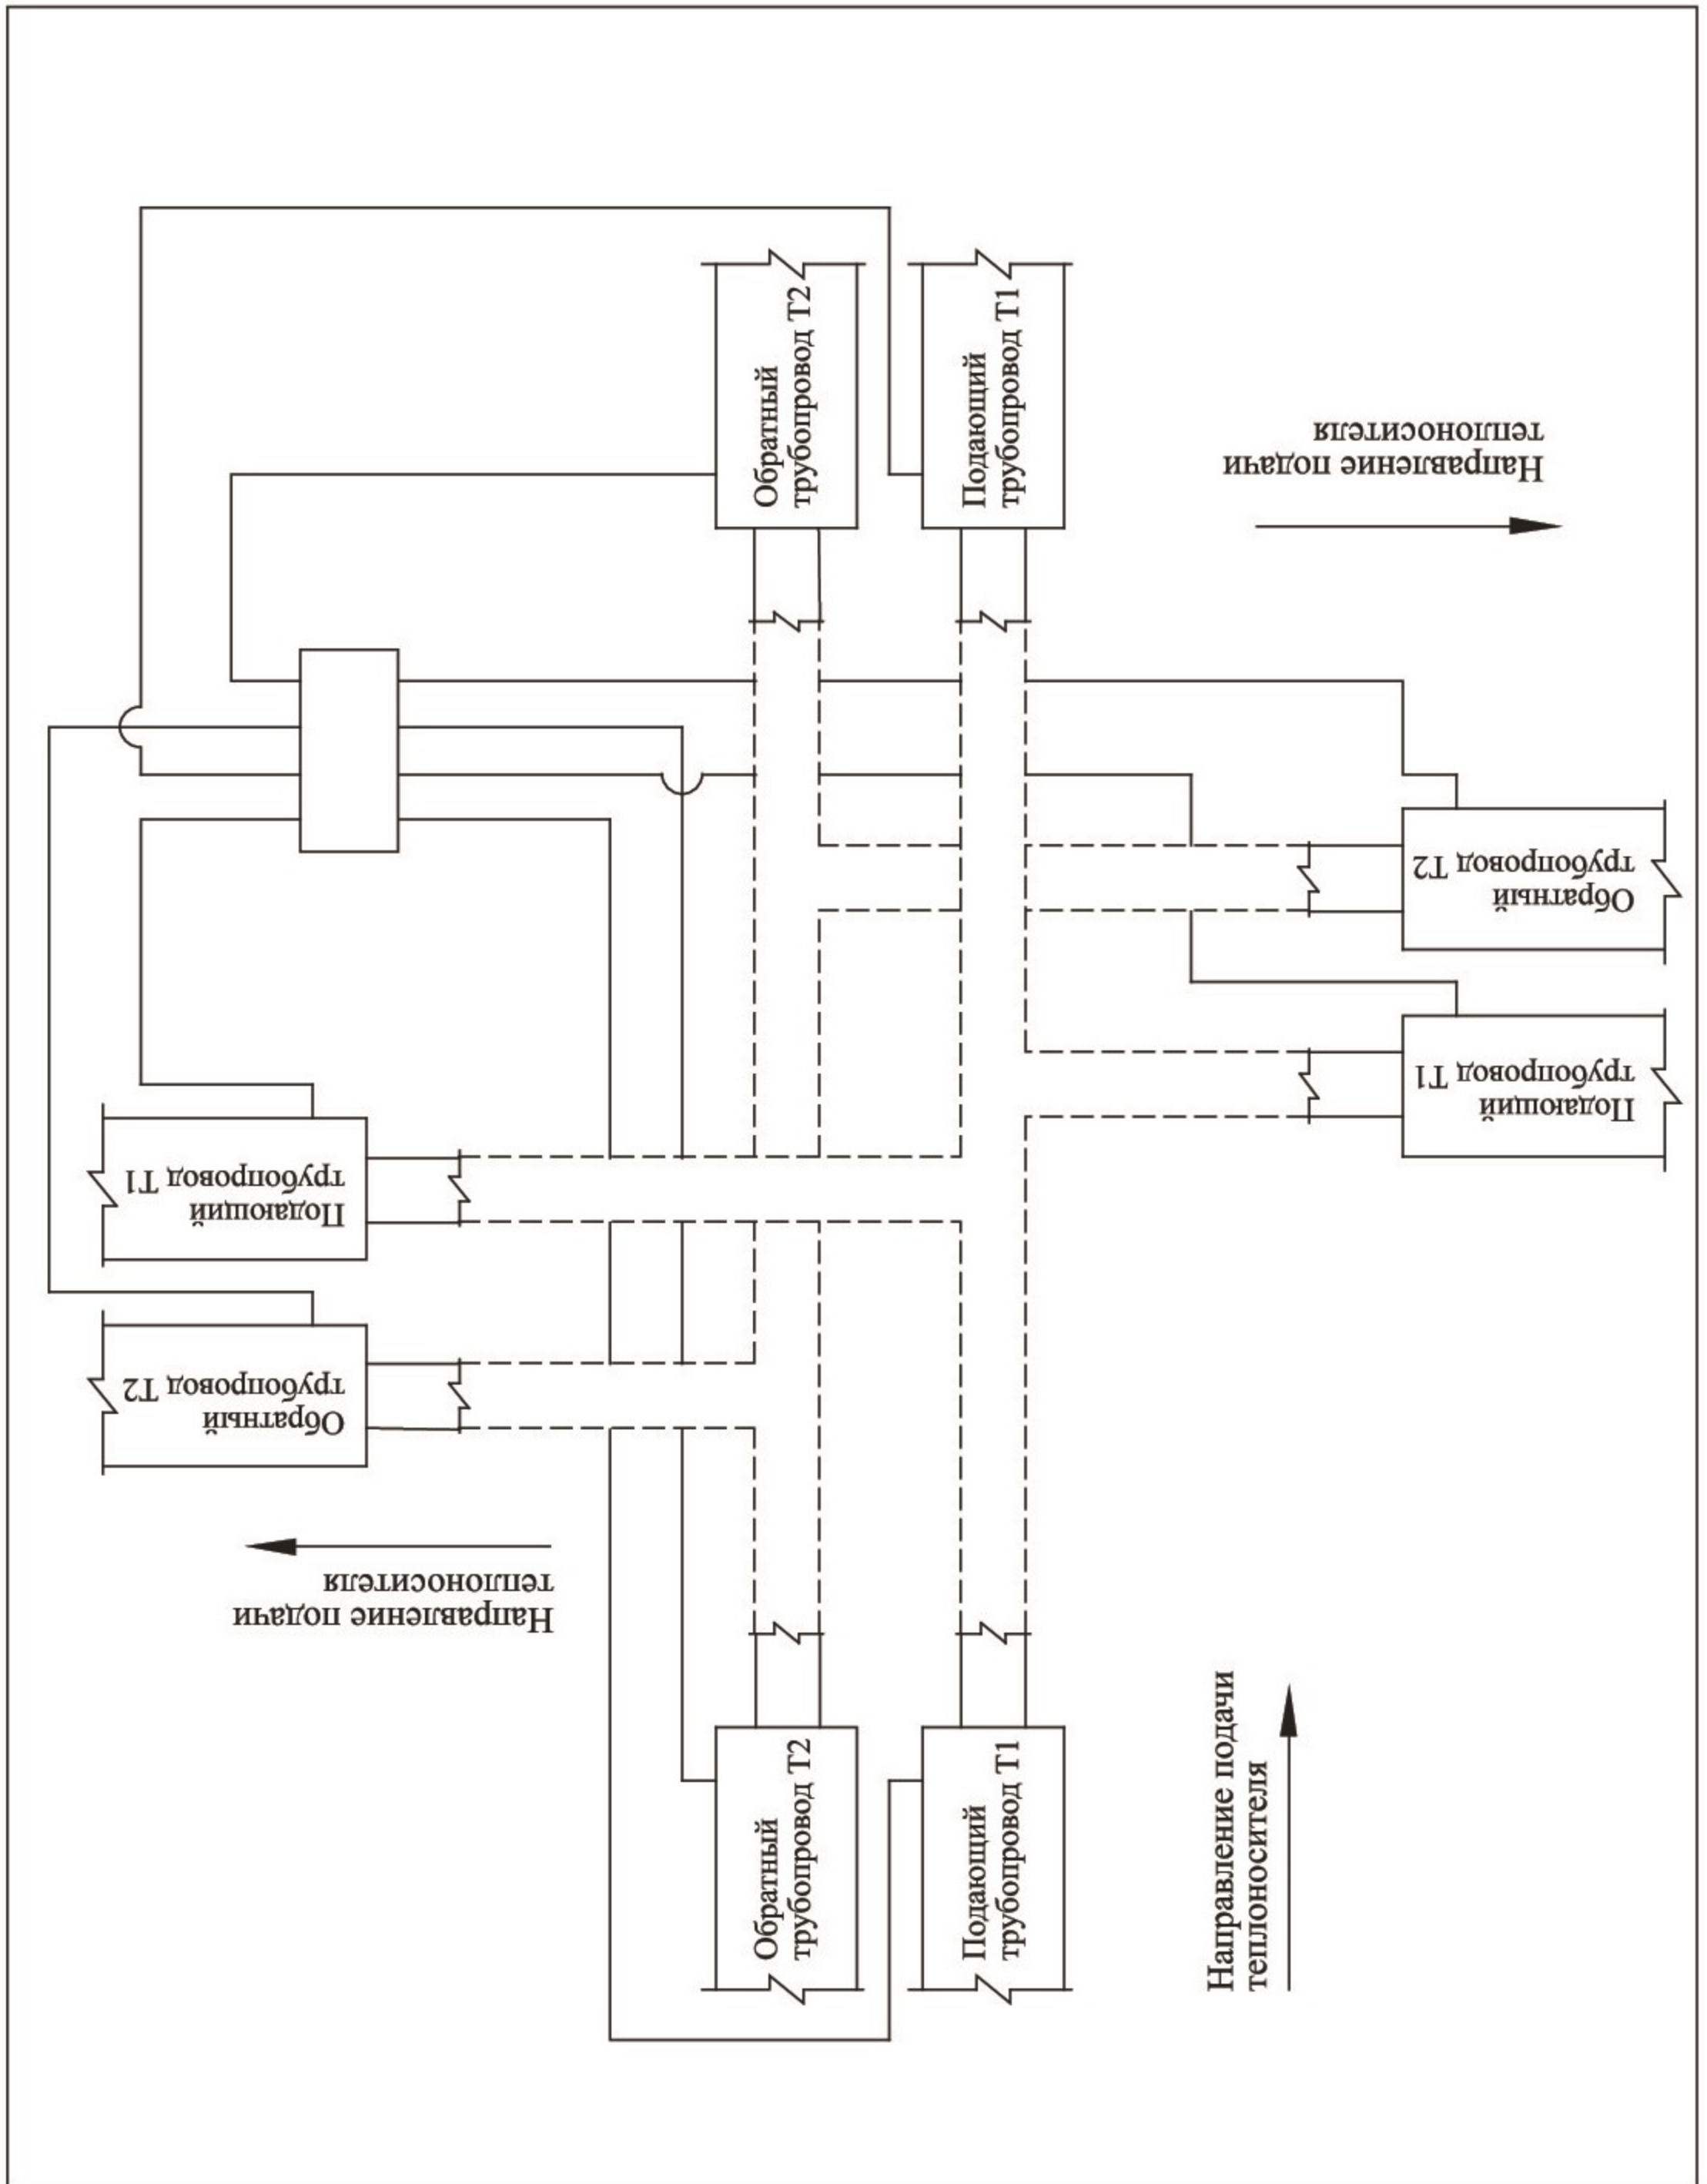 Обратный
трубопровод Т2
Подающий
трубопровод Т1
Направление подачи
теплоносителя
Обратный
трубопровод Т2
Подающий
трубопровод Т1
Подающий
трубопровод Т1
Обратный
трубопровод Т2
Направление подачи
теплоносителя
Обратный
трубопровод Т2
Подающий
трубопровод Т1
Направление подачи
теплоносителя